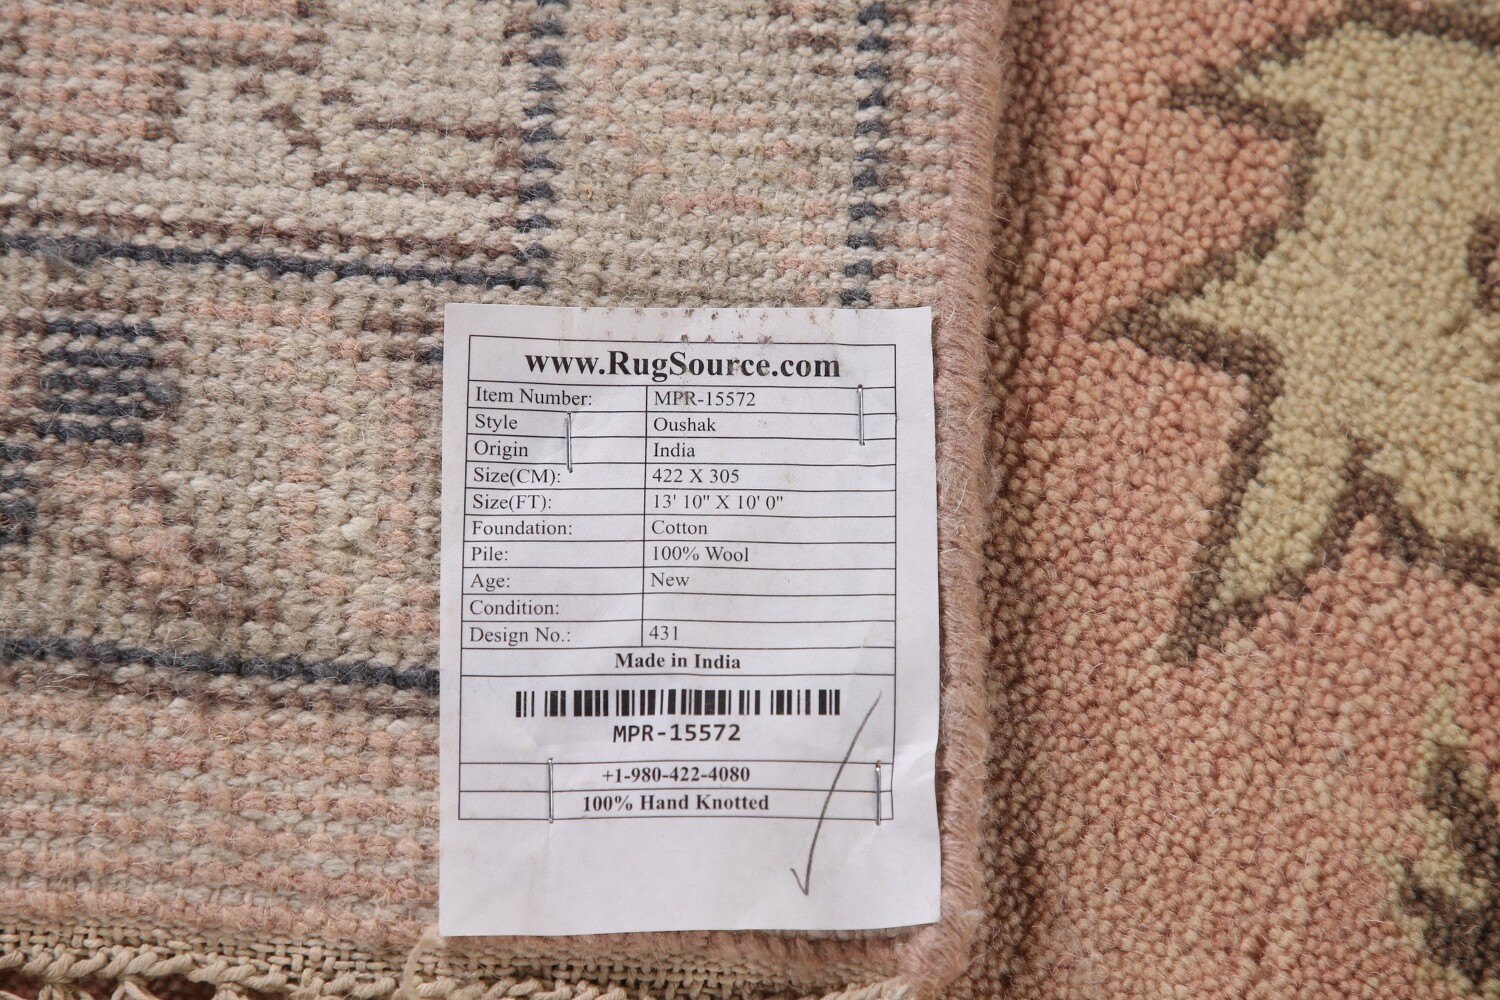 www.RugSource.com
Item Number: MPR-15572
Style Oushak
Origin India
Size(CM): 422 X 305
Size(FT): 13' 10" X 10' 0"
Foundation: Cotton
Pile: 100% Wool
Age: New
Condition:
Design No.: 431
Made in India
MPR-15572
+1-980-422-4080
100% Hand Knotted